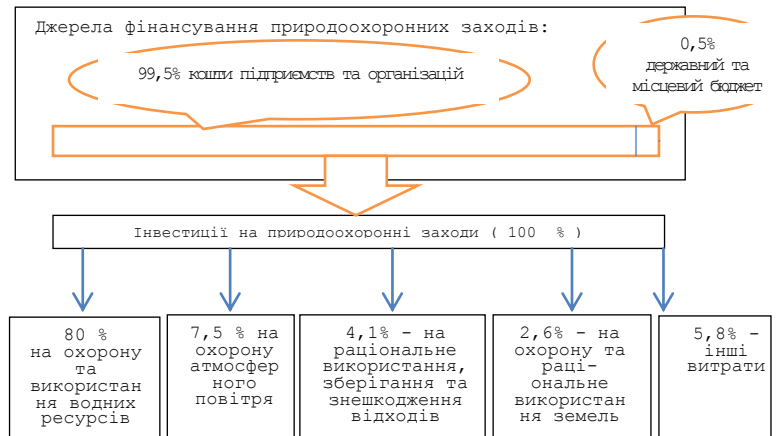 Джерела фінансування природоохоронних заходів:
99,5% кошти підприємств та організацій
0,5%
державний та
місцевий бюджет
Інвестиції на природоохоронні заходи ( 100 % )
80 %
на охорону
та
використан
ня водних
ресурсів
7,5 % на
охорону
атмосфер
ного
повітря
4,1% - на
раціональне
використання,
зберігання та
знешкодження
відходів
2,6% - на
охорону та
раці-
ональне
використан
ня земель
5,8% -
інші
витрати